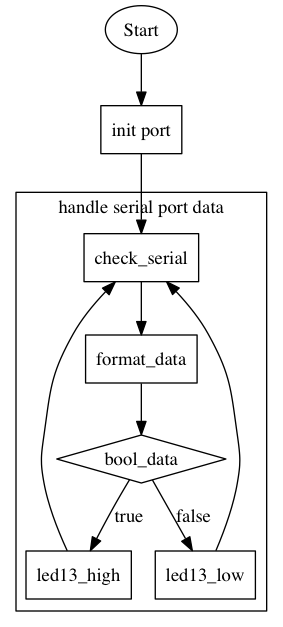 Start
init port
handle serial port data
check_serial
format_data
bool_data
true
false
led13_high
led13_low